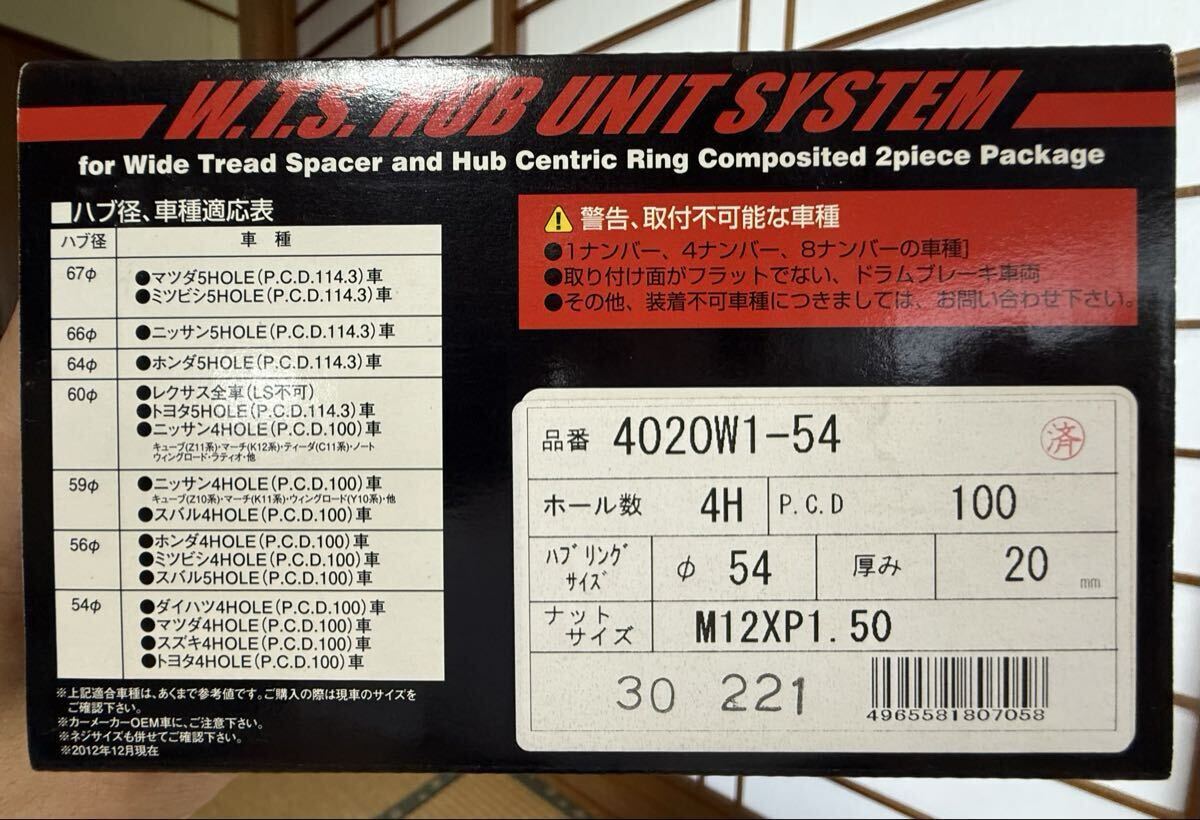 W.T.S. HUB UNIT SYSTEM
for Wide Tread Spacer and Hub Centric Ring Composited 2piece Package
■ハブ径、車種適応表
ハブ径 車種
67φ ●マツダ5HOLE(P.C.D.114.3)車
●ミツビシ5HOLE(P.C.D.114.3)車
66φ ●ニッサン5HOLE(P.C.D.114.3)車
64φ ●ホンダ5HOLE(P.C.D.114.3)車
60φ ●レクサス全車(LS不可)
●トヨタ5HOLE(P.C.D.114.3)車
●ニッサン4HOLE(P.C.D.100)車
キューブ(Z11系)・マーチ(K12系)・ティーダ(C11系)・ノート
ウィングロード・ラティオ・他
59φ ●ニッサン4HOLE(P.C.D.100)車
キューブ(Z10系)・マーチ(K11系)・ウィングロード(Y10系)・他
●スバル4HOLE(P.C.D.100)車
56φ ●ホンダ4HOLE(P.C.D.100)車
●ミツビシ4HOLE(P.C.D.100)車
●スバル5HOLE(P.C.D.100)車
54φ ●ダイハツ4HOLE(P.C.D.100)車
●マツダ4HOLE(P.C.D.100)車
●スズキ4HOLE(P.C.D.100)車
●トヨタ4HOLE(P.C.D.100)車
※上記適合車種は、あくまで参考値です。ご購入の際は現車のサイズを
ご確認下さい。
※カーメーカーOEM車に、ご注意下さい。
※ネジサイズも併せてご確認下さい。
※2012年12月現在
警告、取付不可能な車種
●1ナンバー、4ナンバー、8ナンバーの車種]
●取り付け面がフラットでない、ドラムブレーキ車両
●その他、装着不可車種につきましては、お問い合わせ下さい。
品番 4020W1-54 済
ホール数 4H P.C.D 100
ハブリング
サイズ φ 54 厚み 20 mm
ナット
サイズ M12XP1.50
30 221
4965581807058